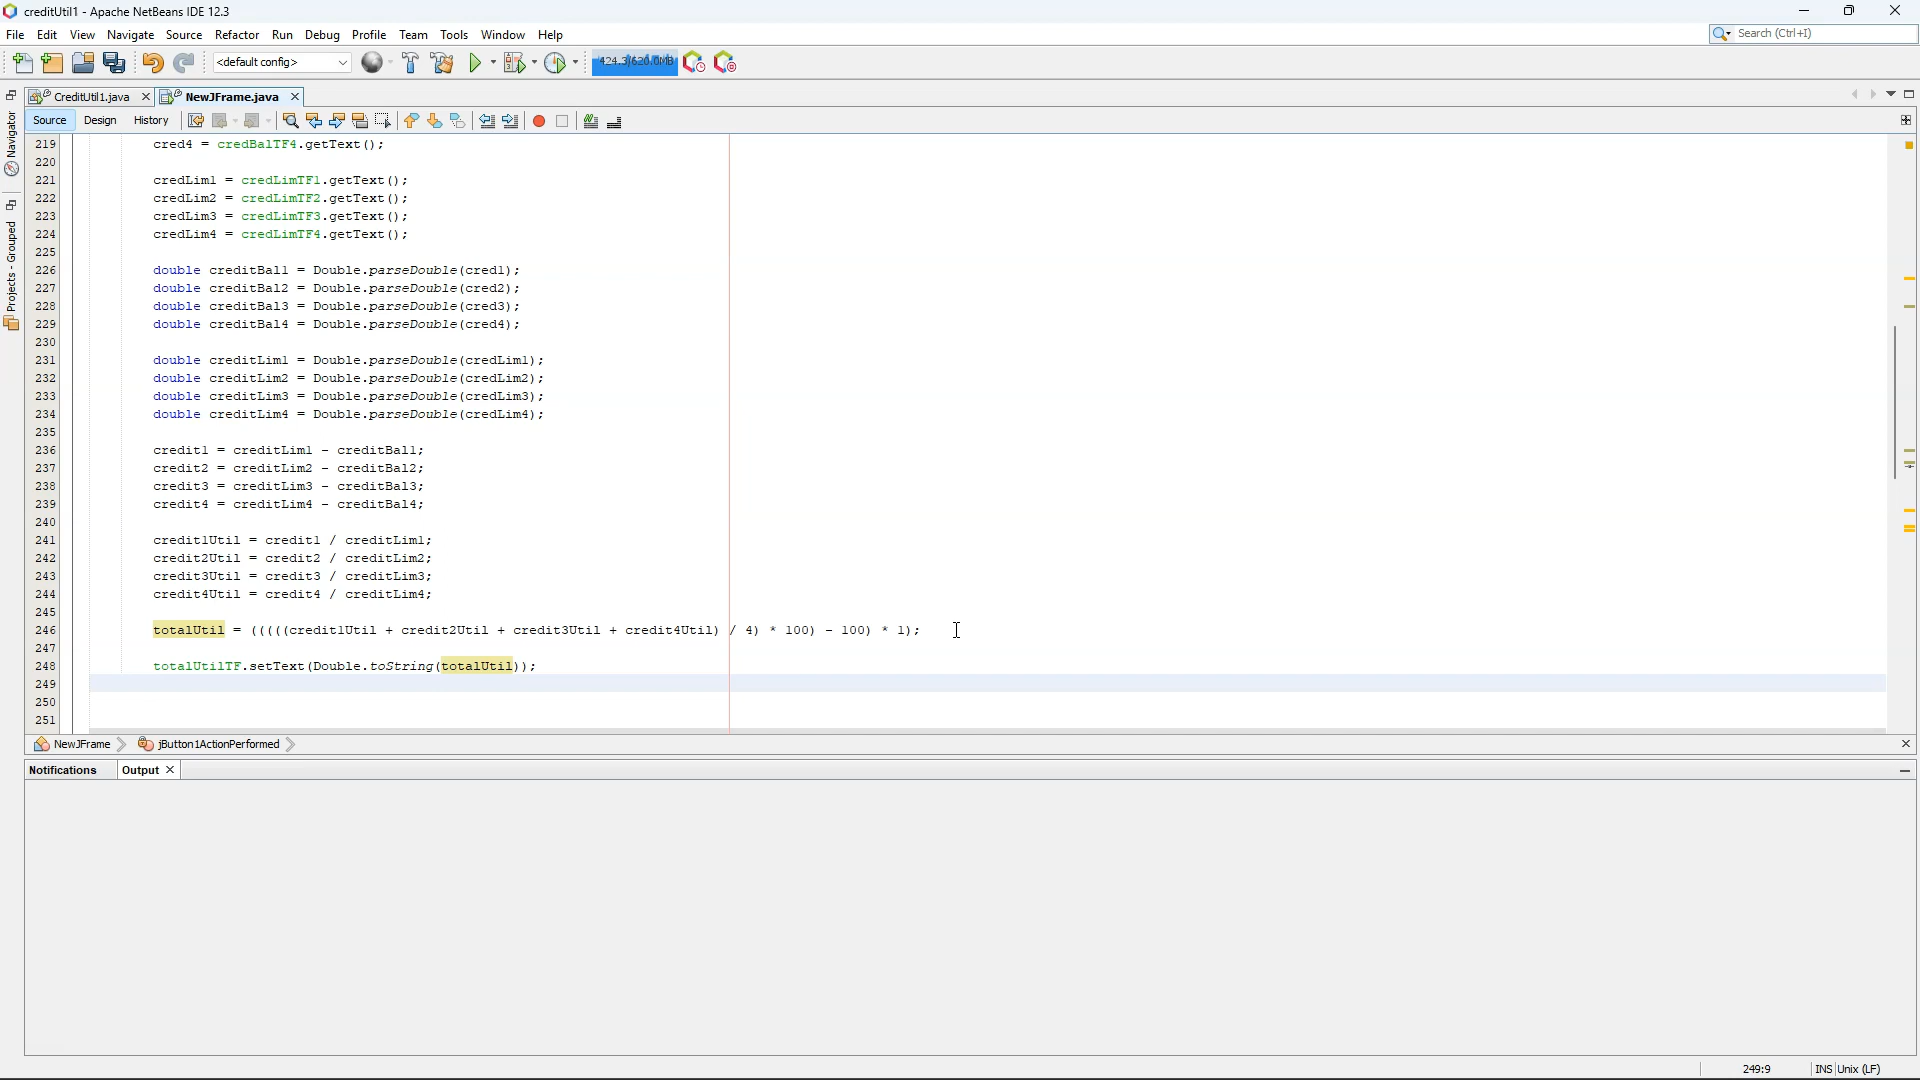 creditUtil1 - Apache NetBeans IDE 12.3
File Edit View Navigate Source Refactor Run Debug Profile Team Tools Window Help
Search (Ctrl+I)
<default config>
424.3/620.0MB
CreditUtil1.java
NewJFrame.java
Source Design History
Navigator
Projects - Grouped
219 cred4 = credBalTF4.getText();
220
221 credLim1 = credLimTF1.getText();
222 credLim2 = credLimTF2.getText();
223 credLim3 = credLimTF3.getText();
224 credLim4 = credLimTF4.getText();
225
226 double creditBal1 = Double.parseDouble(cred1);
227 double creditBal2 = Double.parseDouble(cred2);
228 double creditBal3 = Double.parseDouble(cred3);
229 double creditBal4 = Double.parseDouble(cred4);
230
231 double creditLim1 = Double.parseDouble(credLim1);
232 double creditLim2 = Double.parseDouble(credLim2);
233 double creditLim3 = Double.parseDouble(credLim3);
234 double creditLim4 = Double.parseDouble(credLim4);
235
236 credit1 = creditLim1 - creditBal1;
237 credit2 = creditLim2 - creditBal2;
238 credit3 = creditLim3 - creditBal3;
239 credit4 = creditLim4 - creditBal4;
240
241 credit1Util = credit1 / creditLim1;
242 credit2Util = credit2 / creditLim2;
243 credit3Util = credit3 / creditLim3;
244 credit4Util = credit4 / creditLim4;
245
246 totalUtil = (((((credit1Util + credit2Util + credit3Util + credit4Util) / 4) * 100) - 100) * 1);
247
248 totalUtilTF.setText(Double.toString(totalUtil));
249
250
251
NewJFrame jButton1ActionPerformed
Notifications Output
249:9 INS Unix (LF)